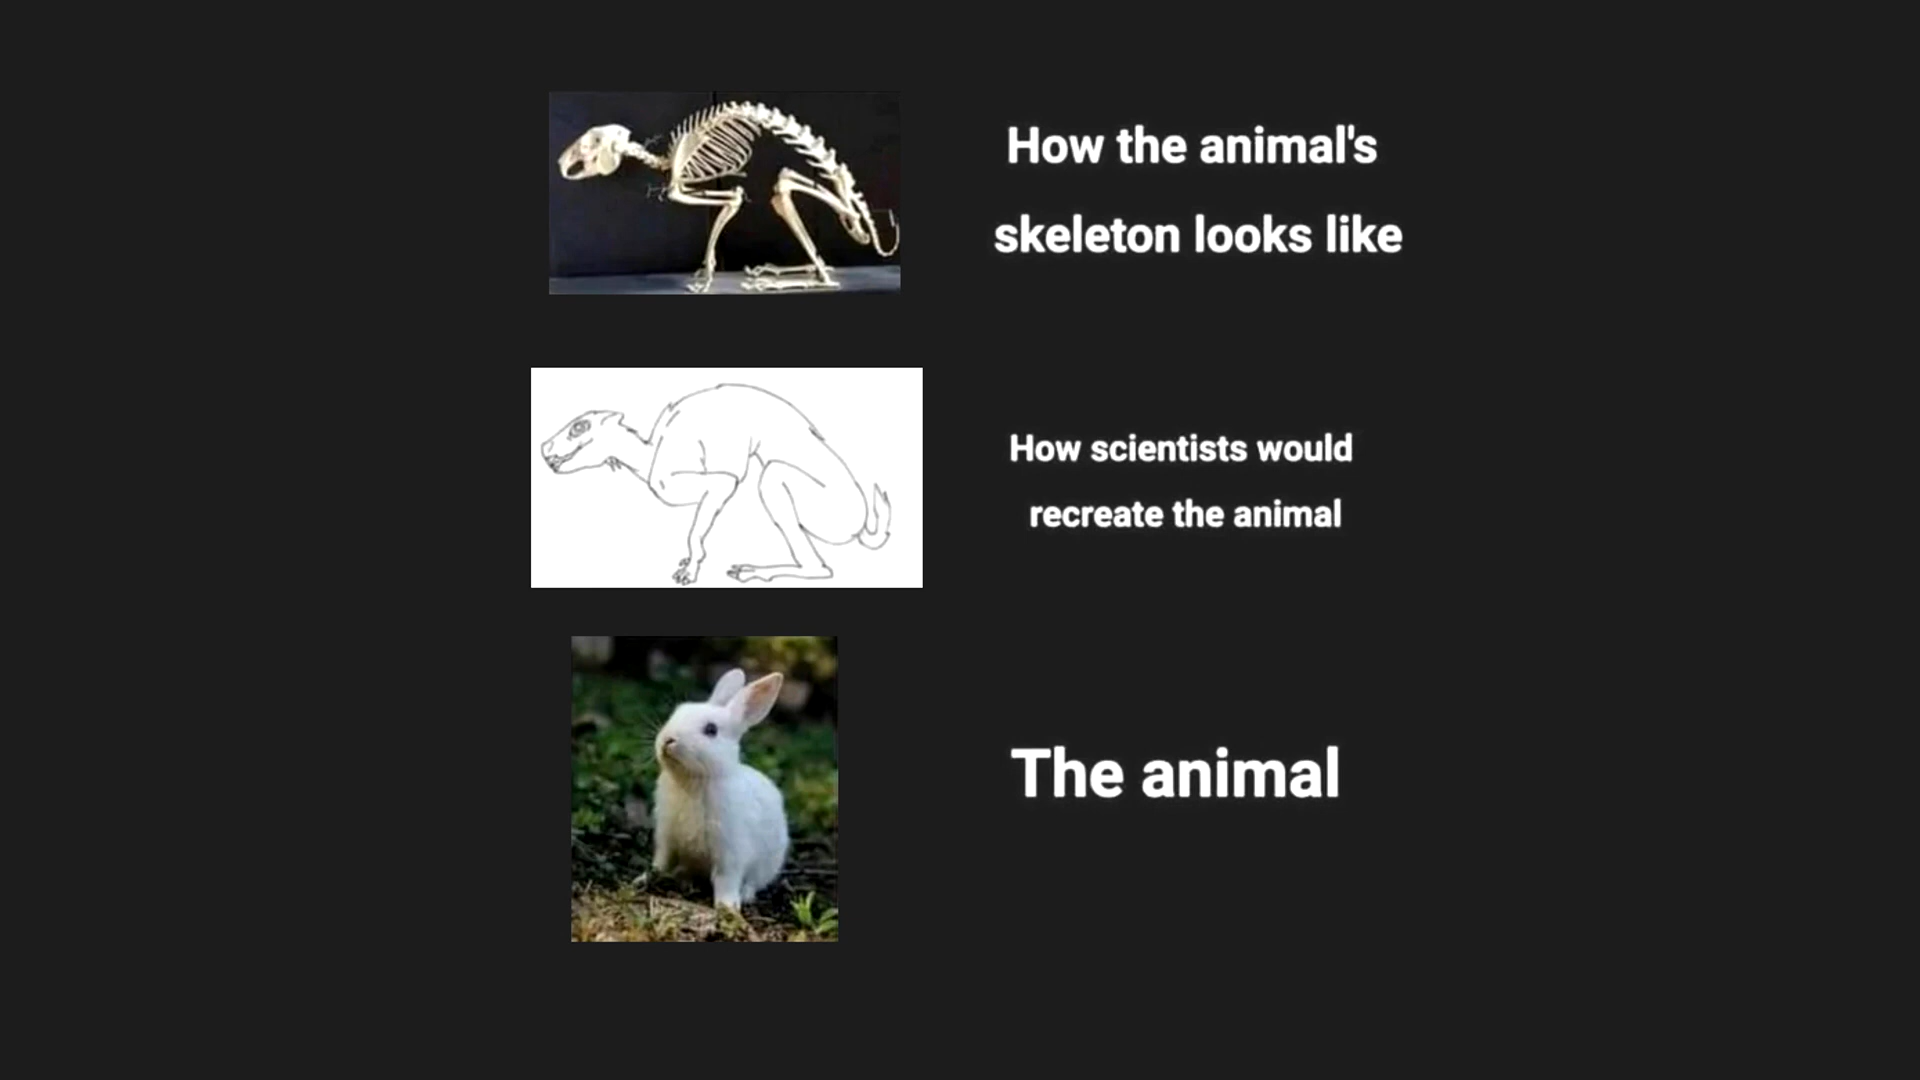 How the animal's
skeleton looks like
How scientists would
recreate the animal
The animal